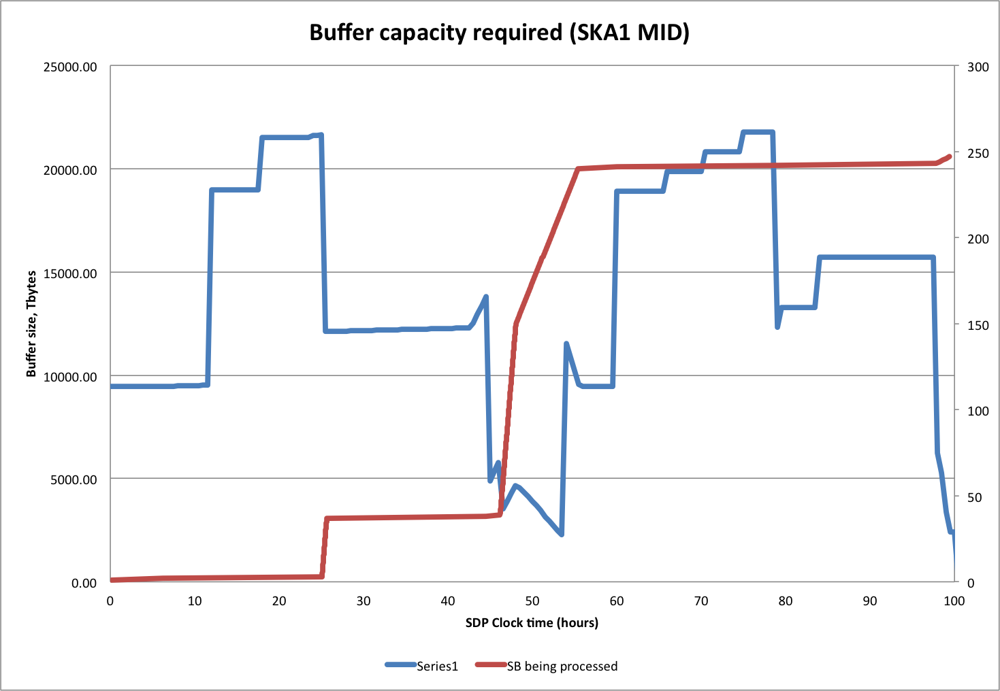 Buffer capacity required (SKA1 MID)
25000.00
20000.00
15000.00
10000.00
5000.00
0.00
Buffer size, Tbytes
300
250
200
150
100
50
0
0 10 20 30 40 50 60 70 80 90 100
SDP Clock time (hours)
Series1 SB being processed